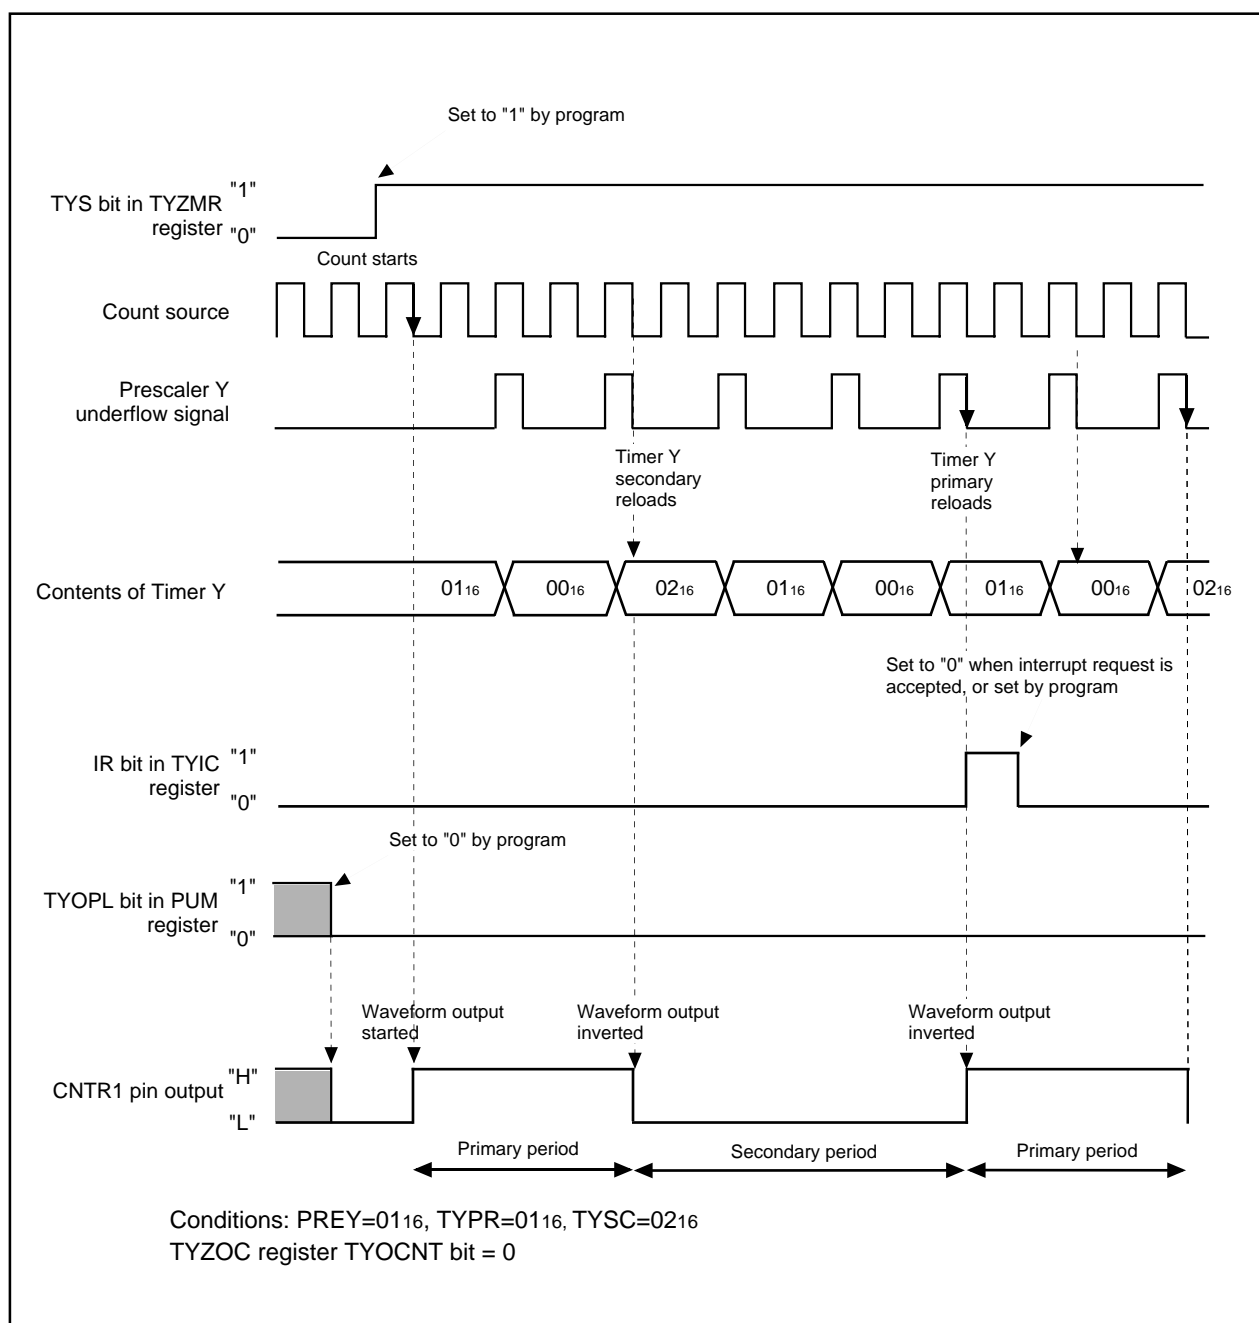 Set to "1" by program
"1"
TYS bit in TYZMR
register
"0"
Count starts
Count source
Prescaler Y
underflow signal
Timer Y
secondary
reloads
Timer Y
primary
reloads
Contents of Timer Y
0116 0016 0216 0116 0016 0116 0016 0216
Set to "0" when interrupt request is
accepted, or set by program
"1"
IR bit in TYIC
register
"0"
Set to "0" by program
"1"
TYOPL bit in PUM
register
"0"
Waveform output
started
Waveform output
inverted
Waveform output
inverted
"H"
CNTR1 pin output
"L"
Primary period
Secondary period
Primary period
Conditions: PREY=0116, TYPR=0116, TYSC=0216
TYZOC register TYOCNT bit = 0